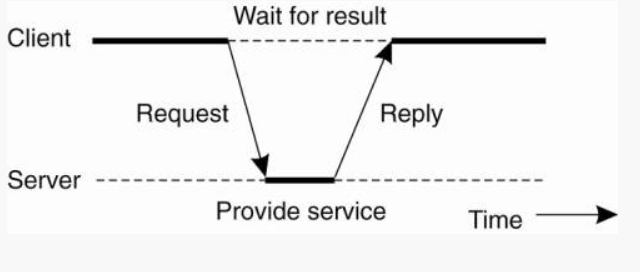 Wait for result
Client
Request
Reply
Server
Provide service
Time